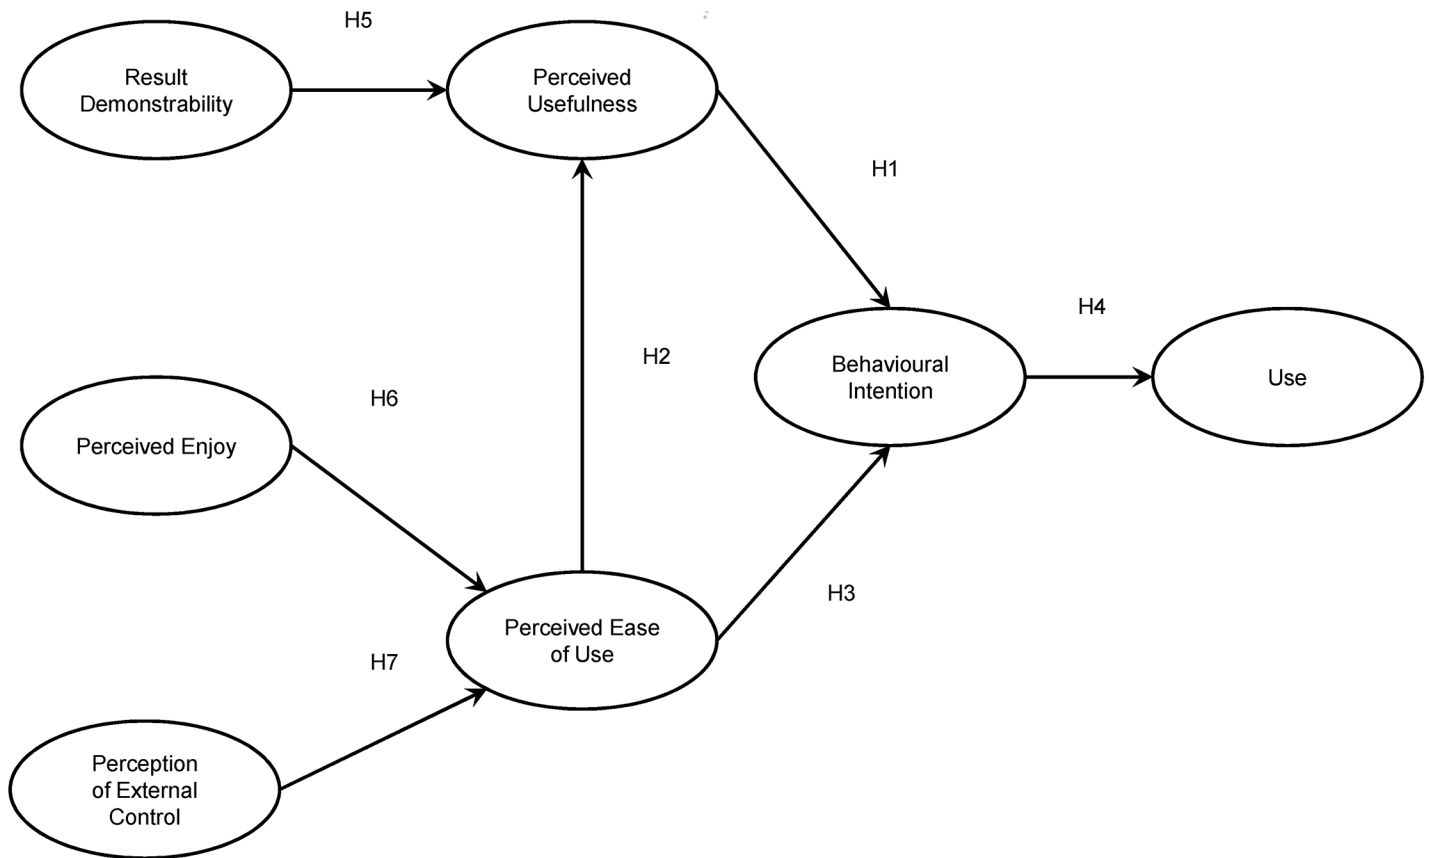 H5
Result
Demonstrability
Perceived
Usefulness
H1
H2
H4
Behavioural
Intention
Use
H6
Perceived Enjoy
H3
Perceived Ease
of Use
H7
Perception
of External
Control